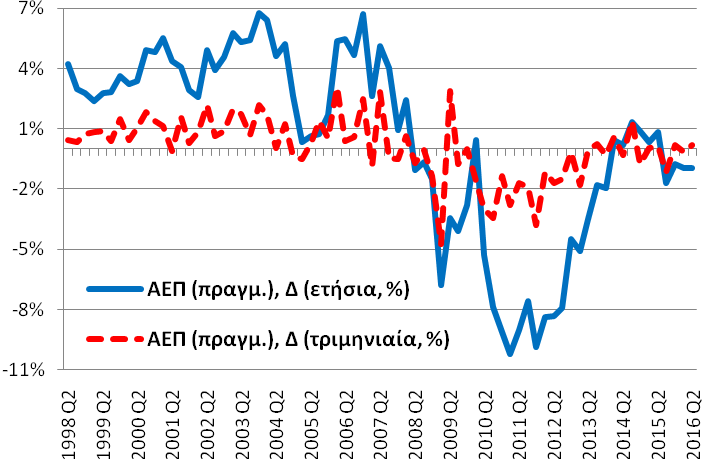 7%
4%
1%
-2%
-5%
-8%
-11%
ΑΕΠ (πραγμ.), Δ (ετήσια, %)
ΑΕΠ (πραγμ.), Δ (τριμηνιαία, %)
1998 Q2
1999 Q2
2000 Q2
2001 Q2
2002 Q2
2003 Q2
2004 Q2
2005 Q2
2006 Q2
2007 Q2
2008 Q2
2009 Q2
2010 Q2
2011 Q2
2012 Q2
2013 Q2
2014 Q2
2015 Q2
2016 Q2